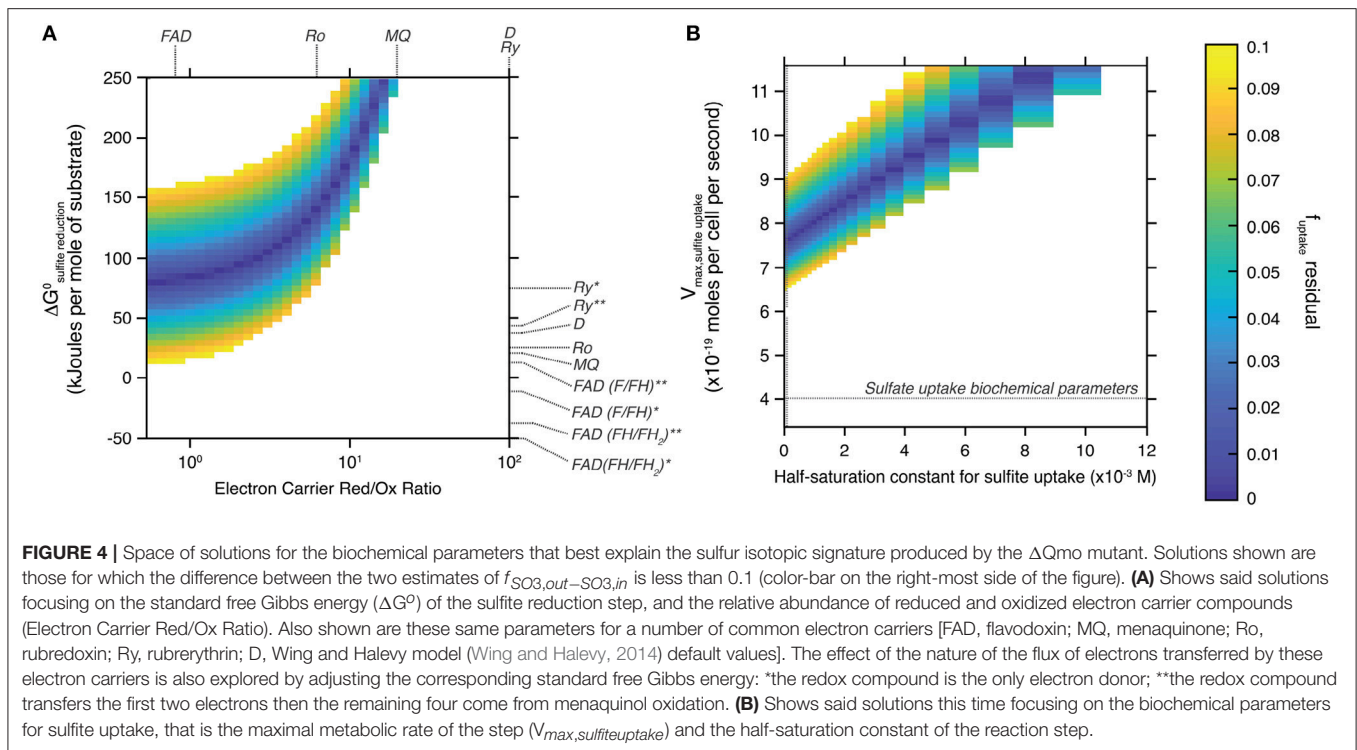 A
FAD
Ro
MQ
D
Ry
250
200
150
100
50
0
-50
ΔG⁰ sulfite reduction
(kJoules per mole of substrate)
10⁰
10¹
10²
Electron Carrier Red/Ox Ratio
Ry*
Ry**
D
Ro
MQ
FAD (F/FH)**
FAD (F/FH)*
FAD (FH/FH₂)**
FAD(FH/FH₂)*
B
11
10
9
8
7
6
5
4
V max,sulfite uptake
(x10⁻¹⁹ moles per cell per second)
Sulfate uptake biochemical parameters
0
2
4
6
8
10
12
Half-saturation constant for sulfite uptake (x10⁻³ M)
0.1
0.09
0.08
0.07
0.06
0.05
0.04
0.03
0.02
0.01
0
f uptake residual
FIGURE 4 | Space of solutions for the biochemical parameters that best explain the sulfur isotopic signature produced by the ΔQmo mutant. Solutions shown are
those for which the difference between the two estimates of f SO3,out−SO3,in is less than 0.1 (color-bar on the right-most side of the figure). (A) Shows said solutions
focusing on the standard free Gibbs energy (ΔG⁰) of the sulfite reduction step, and the relative abundance of reduced and oxidized electron carrier compounds
(Electron Carrier Red/Ox Ratio). Also shown are these same parameters for a number of common electron carriers [FAD, flavodoxin; MQ, menaquinone; Ro,
rubredoxin; Ry, rubrerythrin; D, Wing and Halevy model (Wing and Halevy, 2014) default values]. The effect of the nature of the flux of electrons transferred by these
electron carriers is also explored by adjusting the corresponding standard free Gibbs energy: *the redox compound is the only electron donor; **the redox compound
transfers the first two electrons then the remaining four come from menaquinol oxidation. (B) Shows said solutions this time focusing on the biochemical parameters
for sulfite uptake, that is the maximal metabolic rate of the step (V max,sulfiteuptake) and the half-saturation constant of the reaction step.